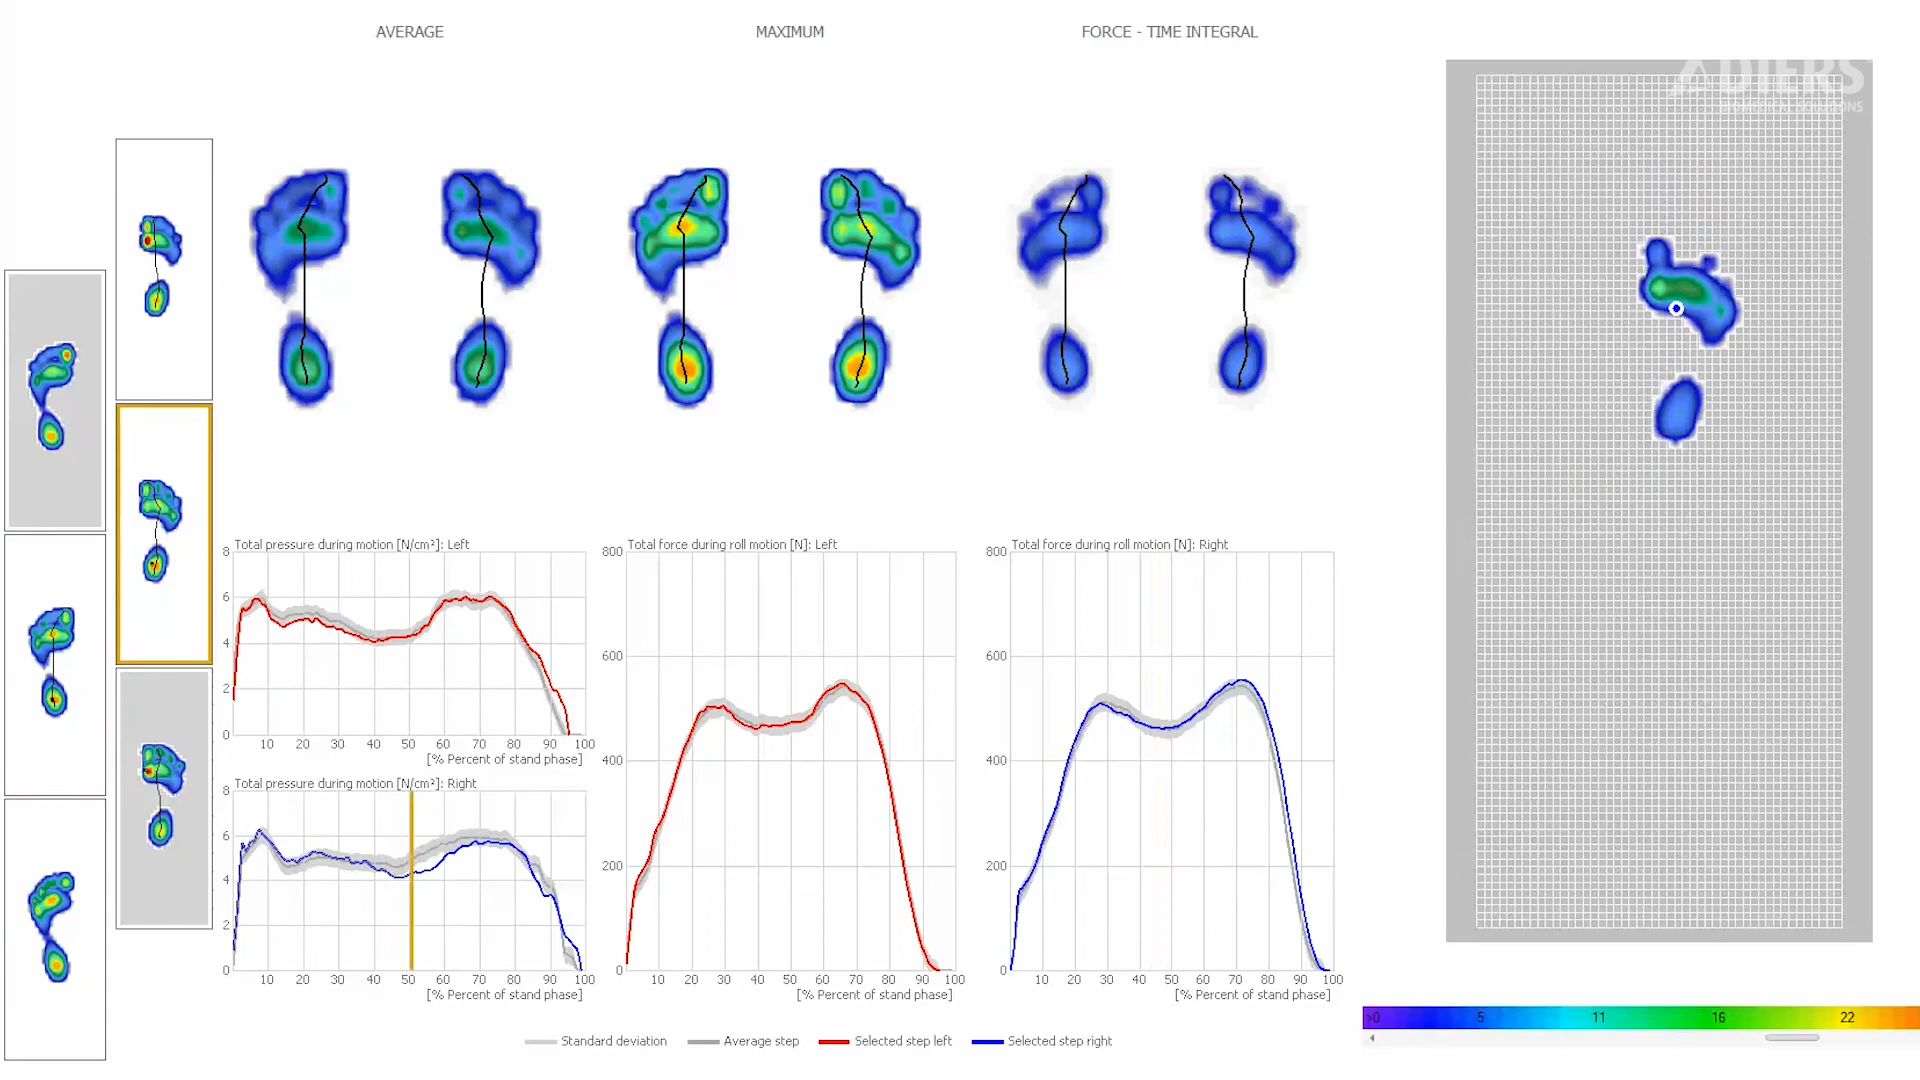 AVERAGE
MAXIMUM
FORCE - TIME INTEGRAL
DIERS
BIOMEDICAL SOLUTIONS
Total pressure during motion [N/cm²]: Left
8
6
4
2
0
10 20 30 40 50 60 70 80 90 100
[% Percent of stand phase]
Total pressure during motion [N/cm²]: Right
8
6
4
2
0
10 20 30 40 50 60 70 80 90 100
[% Percent of stand phase]
Total force during roll motion [N]: Left
800
600
400
200
0
10 20 30 40 50 60 70 80 90 100
[% Percent of stand phase]
Total force during roll motion [N]: Right
800
600
400
200
0
10 20 30 40 50 60 70 80 90 100
[% Percent of stand phase]
>0 5 11 16 22
Standard deviation Average step Selected step left Selected step right